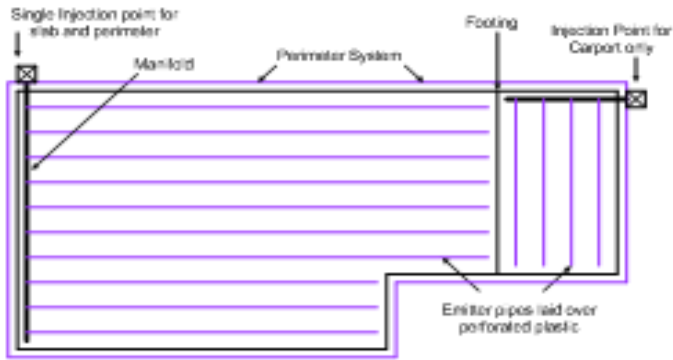 Single Injection point for
slab and perimeter
Footing
Injection Point for
Carport only
Perimeter System
Manifold
Emitter pipes laid over
perforated plastic